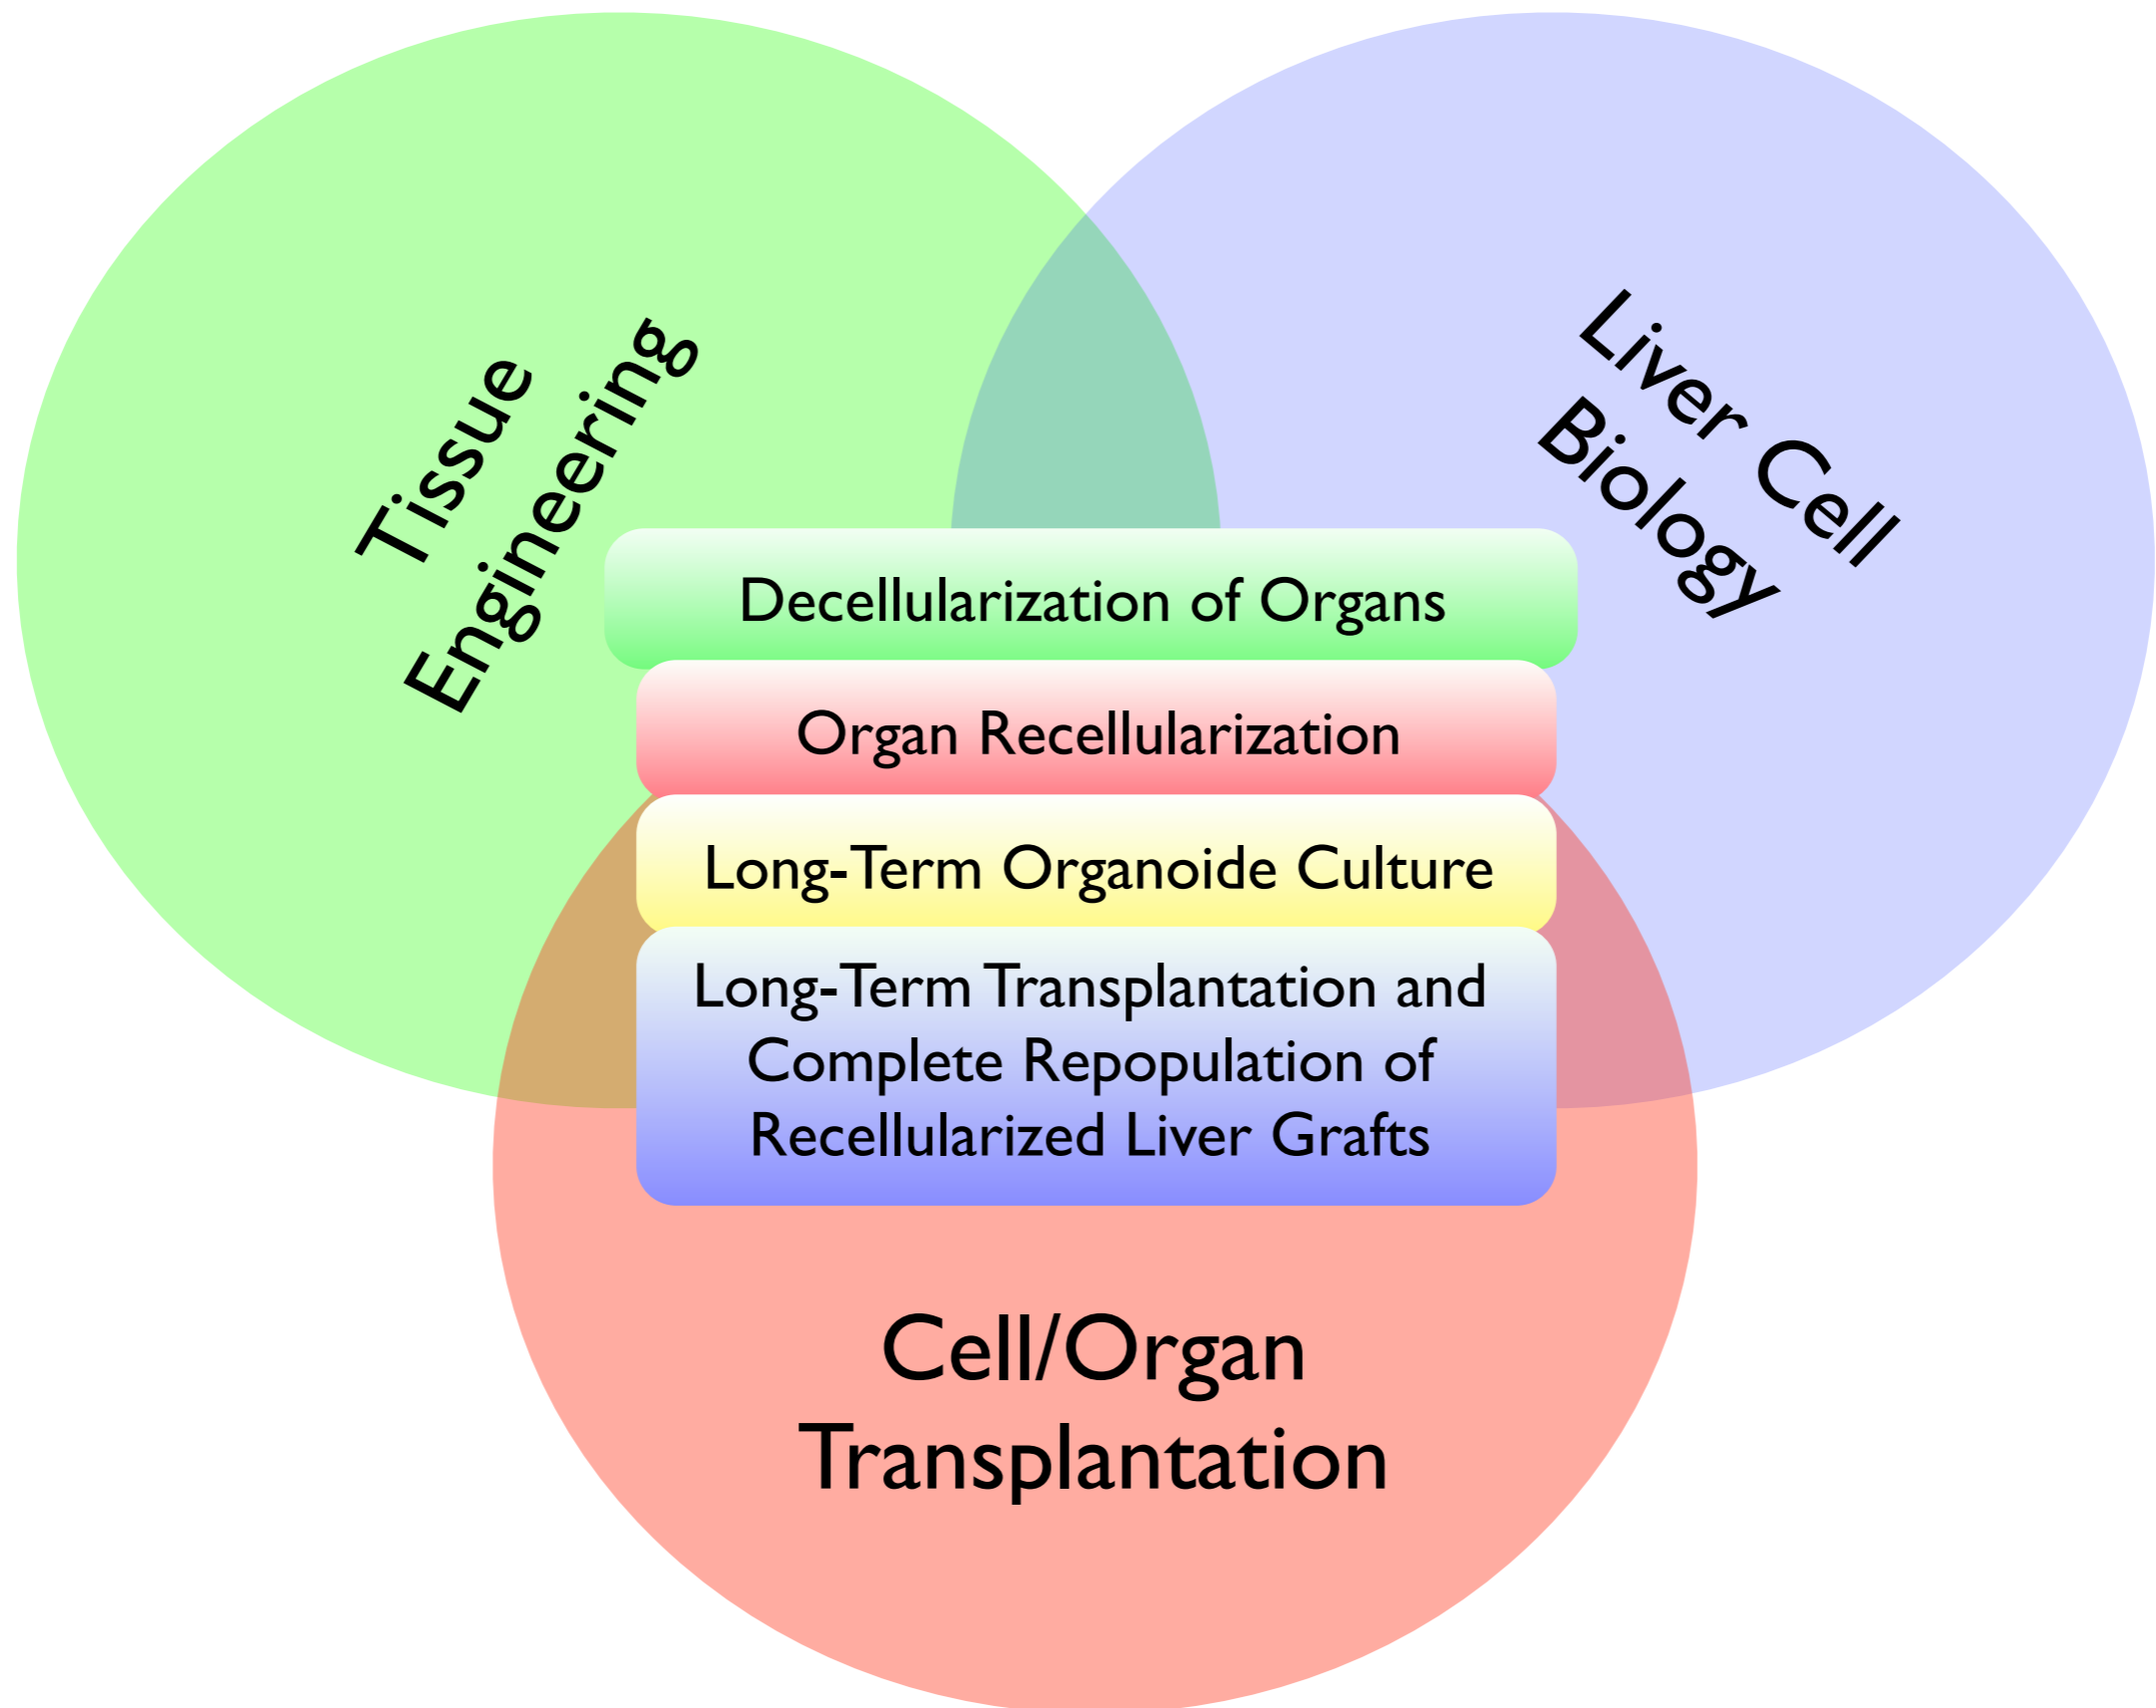 Tissue
Engineering
Liver Cell
Biology
Decellularization of Organs
Organ Recellularization
Long-Term Organoide Culture
Long-Term Transplantation and
Complete Repopulation of
Recellularized Liver Grafts
Cell/Organ
Transplantation